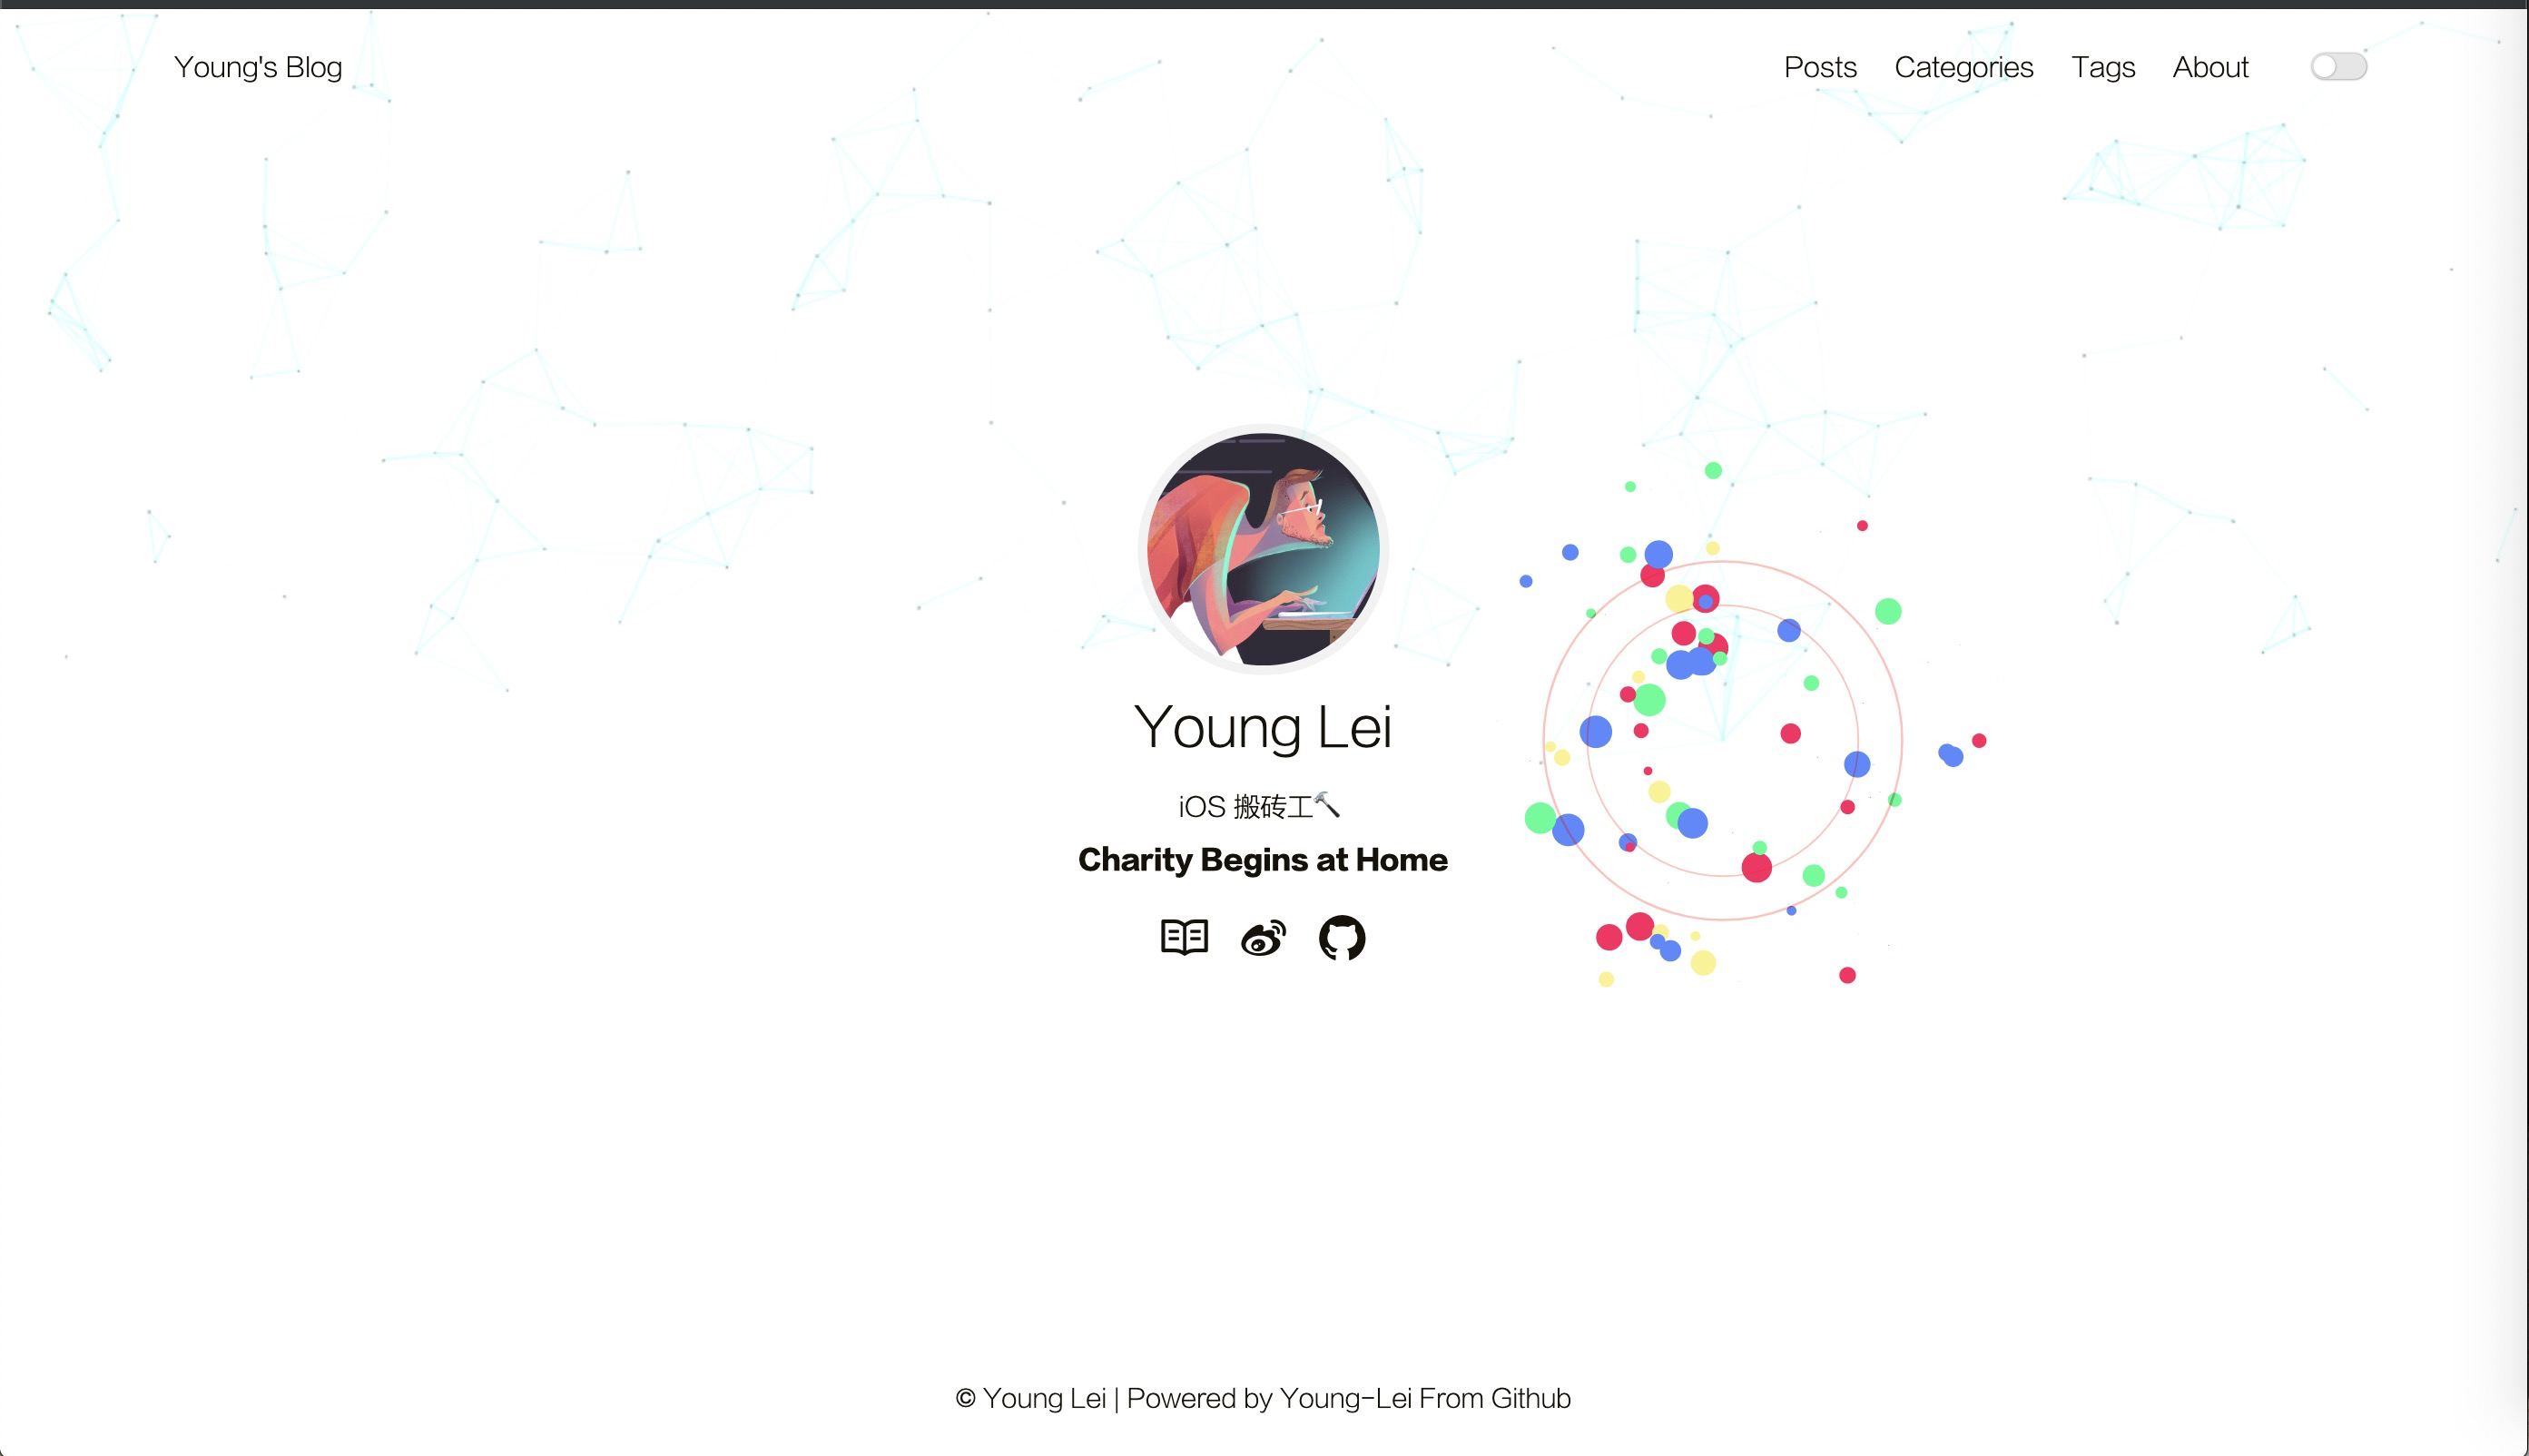 Young's Blog
Posts Categories Tags About
Young Lei
iOS 搬砖工🔨
Charity Begins at Home
© Young Lei | Powered by Young-Lei From Github